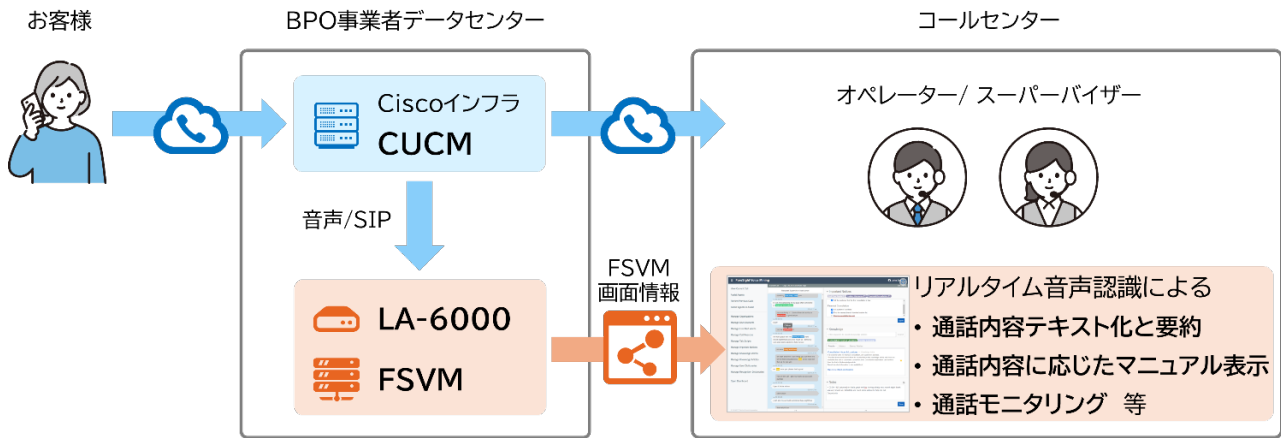 お客様
BPO事業者データセンター
コールセンター
Ciscoインフラ
CUCM
オペレーター/ スーパーバイザー
音声/SIP
FSVM
画面情報
LA-6000
FSVM
リアルタイム音声認識による
・ 通話内容テキスト化と要約
・ 通話内容に応じたマニュアル表示
・ 通話モニタリング 等